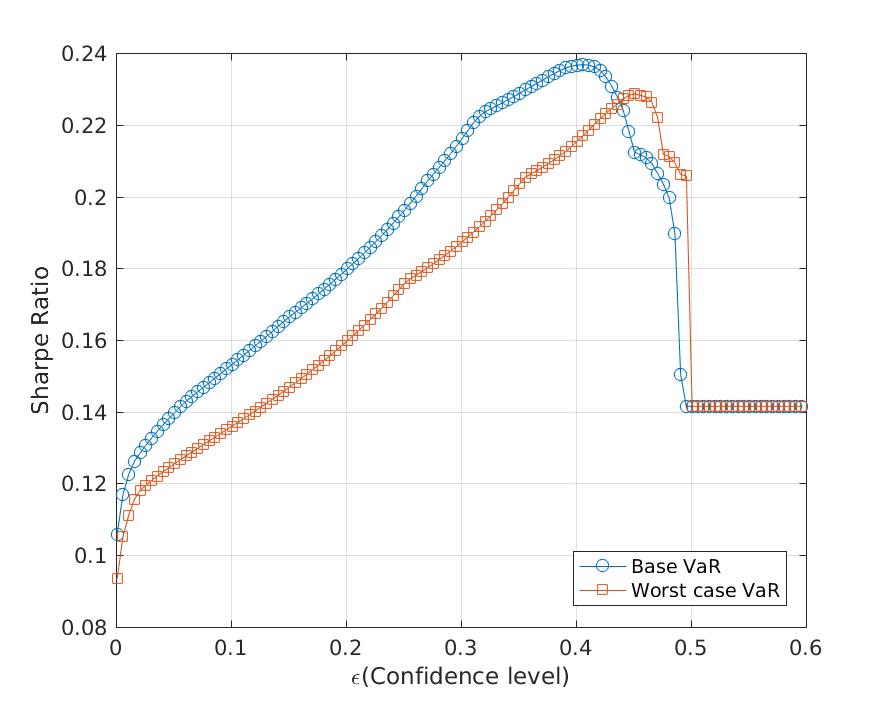 0.24
0.22
0.2
0.18
0.16
0.14
0.12
0.1
0.08
Sharpe Ratio
0 0.1 0.2 0.3 0.4 0.5 0.6
ϵ(Confidence level)
Base VaR
Worst case VaR